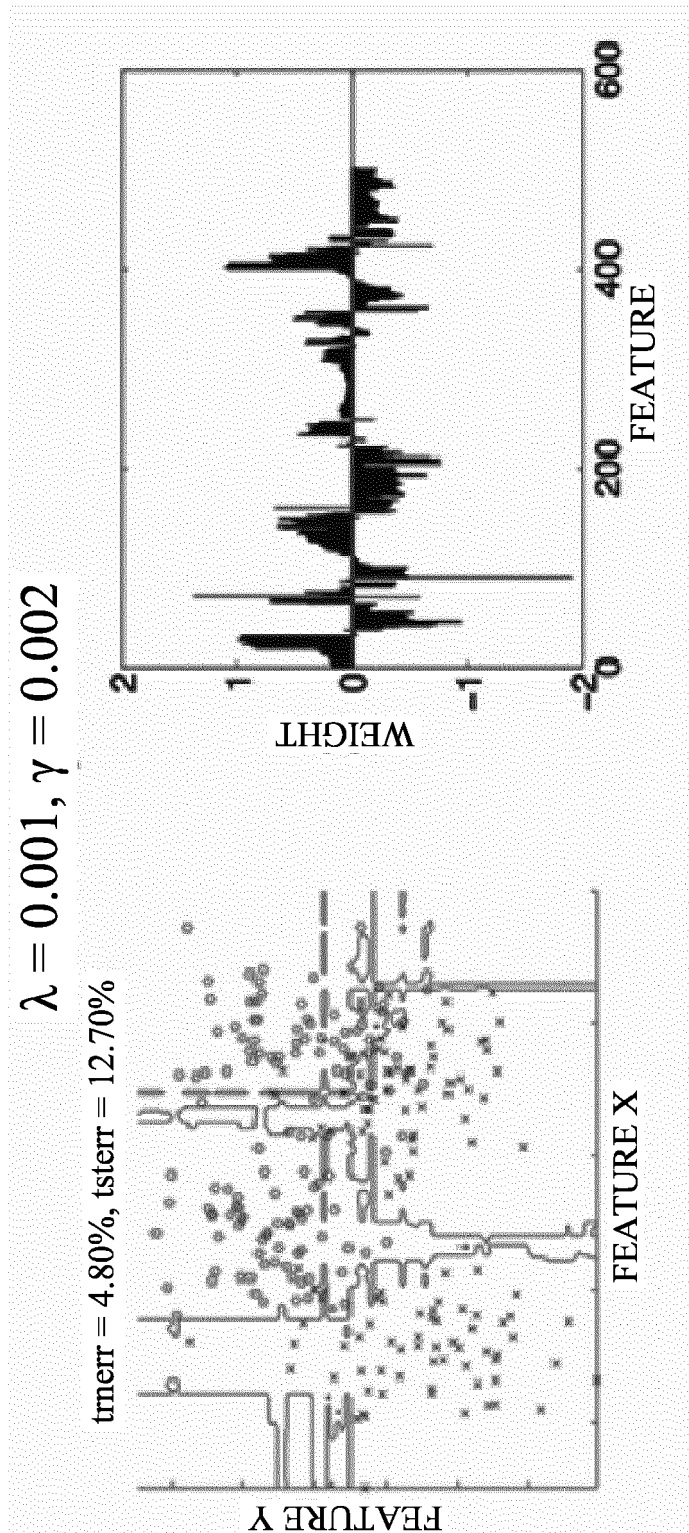 λ = 0.001, γ = 0.002
trnerr = 4.80%, tsterr = 12.70%
FEATURE Y
FEATURE X
WEIGHT
2
1
0
-1
-2
0
200
400
600
FEATURE